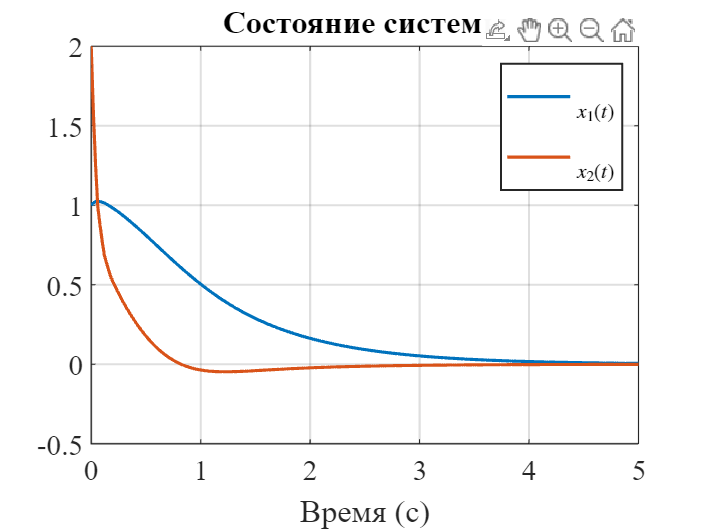 Состояние систем
2
1.5
1
0.5
0
-0.5
x₁(t)
x₂(t)
0 1 2 3 4 5
Время (с)